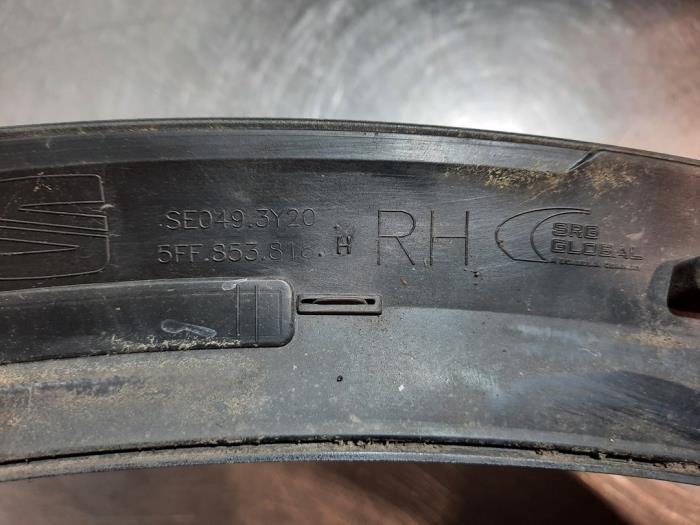 SE049.3Y20
5FF.853.818. H
RH
SRG
GLOBAL